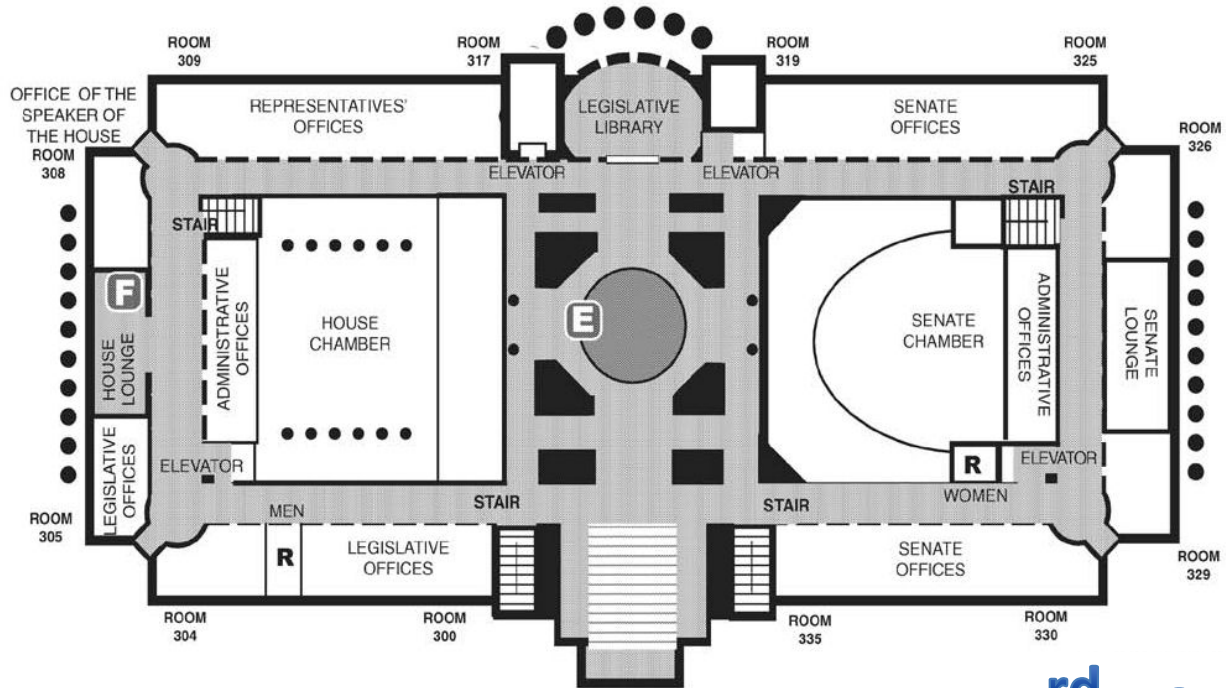 ROOM
309
ROOM
317
ROOM
319
ROOM
325
OFFICE OF THE
SPEAKER OF
THE HOUSE
ROOM
308
REPRESENTATIVES'
OFFICES
LEGISLATIVE
LIBRARY
SENATE
OFFICES
ROOM
326
ELEVATOR
ELEVATOR
STAIR
STAIR
F
HOUSE
LOUNGE
ADMINISTRATIVE
OFFICES
HOUSE
CHAMBER
E
SENATE
CHAMBER
ADMINISTRATIVE
OFFICES
SENATE
LOUNGE
LEGISLATIVE
OFFICES
ELEVATOR
R
ELEVATOR
WOMEN
STAIR
STAIR
MEN
ROOM
305
R
LEGISLATIVE
OFFICES
SENATE
OFFICES
ROOM
329
ROOM
304
ROOM
300
ROOM
335
ROOM
330
rd